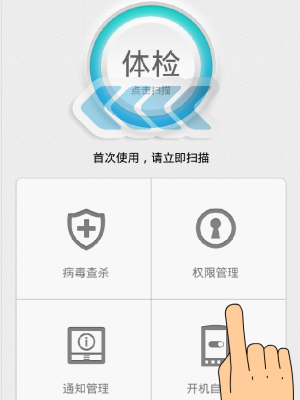 体检
点击扫描
首次使用，请立即扫描
病毒查杀
权限管理
通知管理
开机自